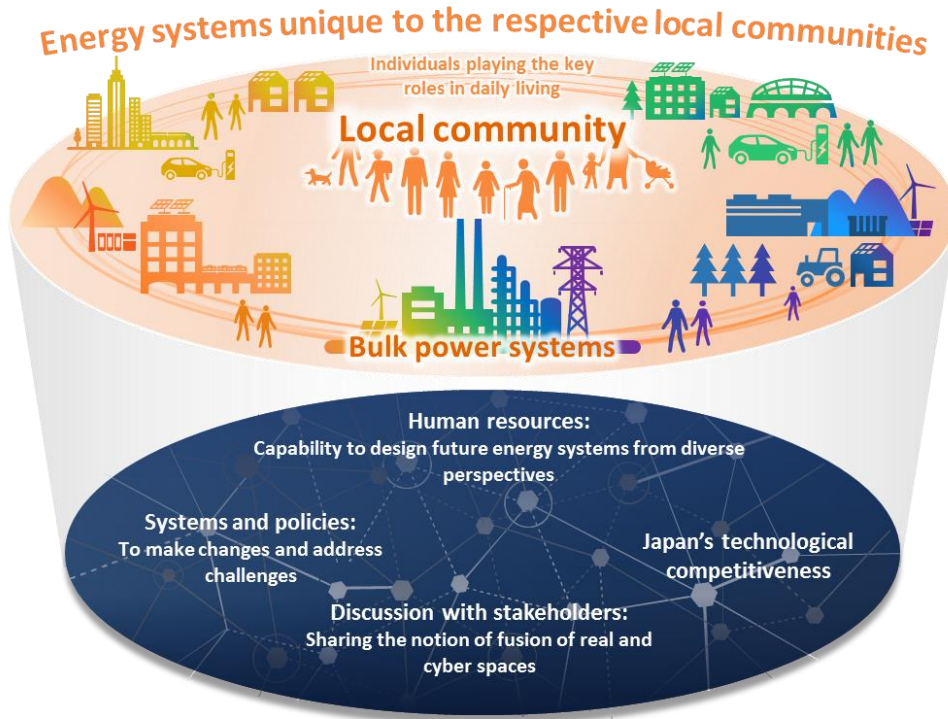 Energy systems unique to the respective local communities
Individuals playing the key
roles in daily living
Local community
Bulk power systems
Human resources:
Capability to design future energy systems from diverse
perspectives
Systems and policies:
To make changes and address
challenges
Japan's technological
competitiveness
Discussion with stakeholders:
Sharing the notion of fusion of real and
cyber spaces